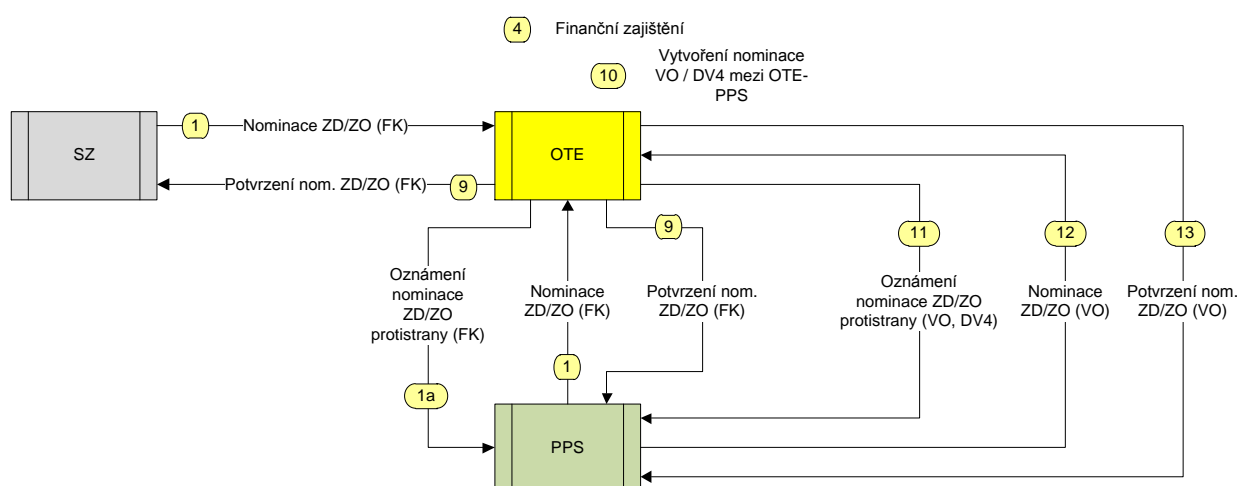 4 Finanční zajištění
10
Vytvoření nominace
VO / DV4 mezi OTE-
PPS
SZ
1
Nominace ZD/ZO (FK)
OTE
Potvrzení nom. ZD/ZO (FK)
9
9
11
12
13
Oznámení
nominace
ZD/ZO
protistrany (FK)
Nominace
ZD/ZO (FK)
Potvrzení nom.
ZD/ZO (FK)
Oznámení
nominace ZD/ZO
protistrany (VO, DV4)
Nominace
ZD/ZO (VO)
Potvrzení nom.
ZD/ZO (VO)
1
1a
PPS